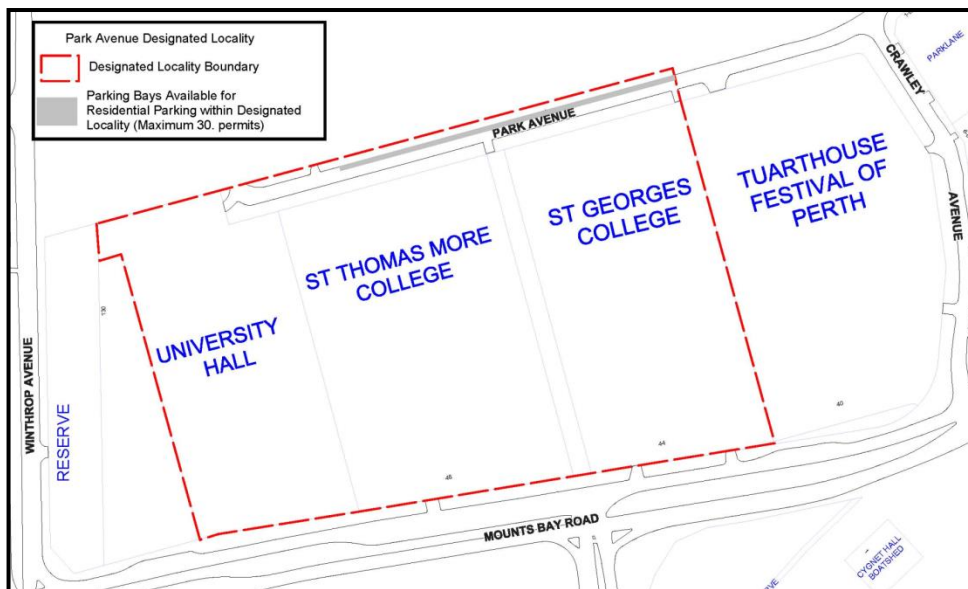 Park Avenue Designated Locality
Designated Locality Boundary
Parking Bays Available for
Residential Parking within Designated
Locality (Maximum 30. permits)
PARK AVENUE
CRAWLEY
AVENUE
PARKLANE
TUARTHOUSE
FESTIVAL OF
PERTH
ST GEORGES
COLLEGE
ST THOMAS MORE
COLLEGE
UNIVERSITY
HALL
WINTHROP AVENUE
RESERVE
130
40
44
46
MOUNTS BAY ROAD
CYGNET HALL
BOATSHED